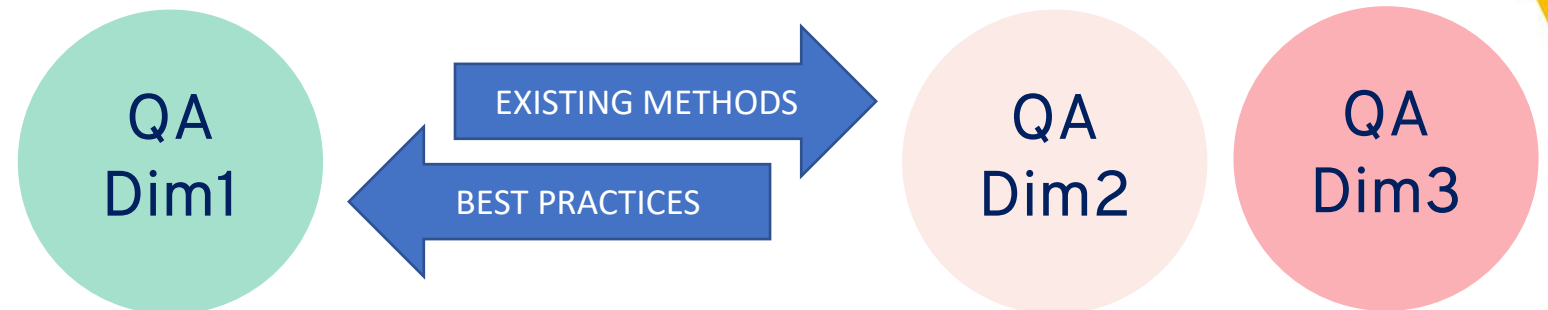 QA
Dim1
EXISTING METHODS
BEST PRACTICES
QA
Dim2
QA
Dim3